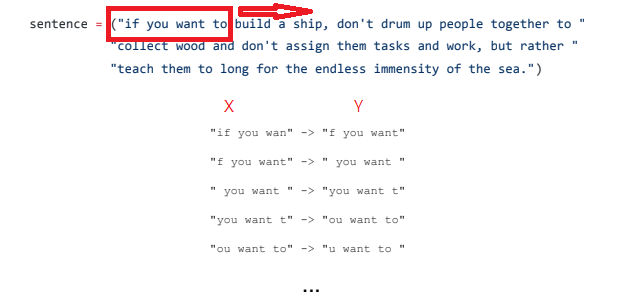 sentence = ("if you want to build a ship, don't drum up people together to "
"collect wood and don't assign them tasks and work, but rather "
"teach them to long for the endless immensity of the sea.")
X Y
"if you wan" -> "f you want"
"f you want" -> " you want "
" you want " -> "you want t"
"you want t" -> "ou want to"
"ou want to" -> "u want to "
...